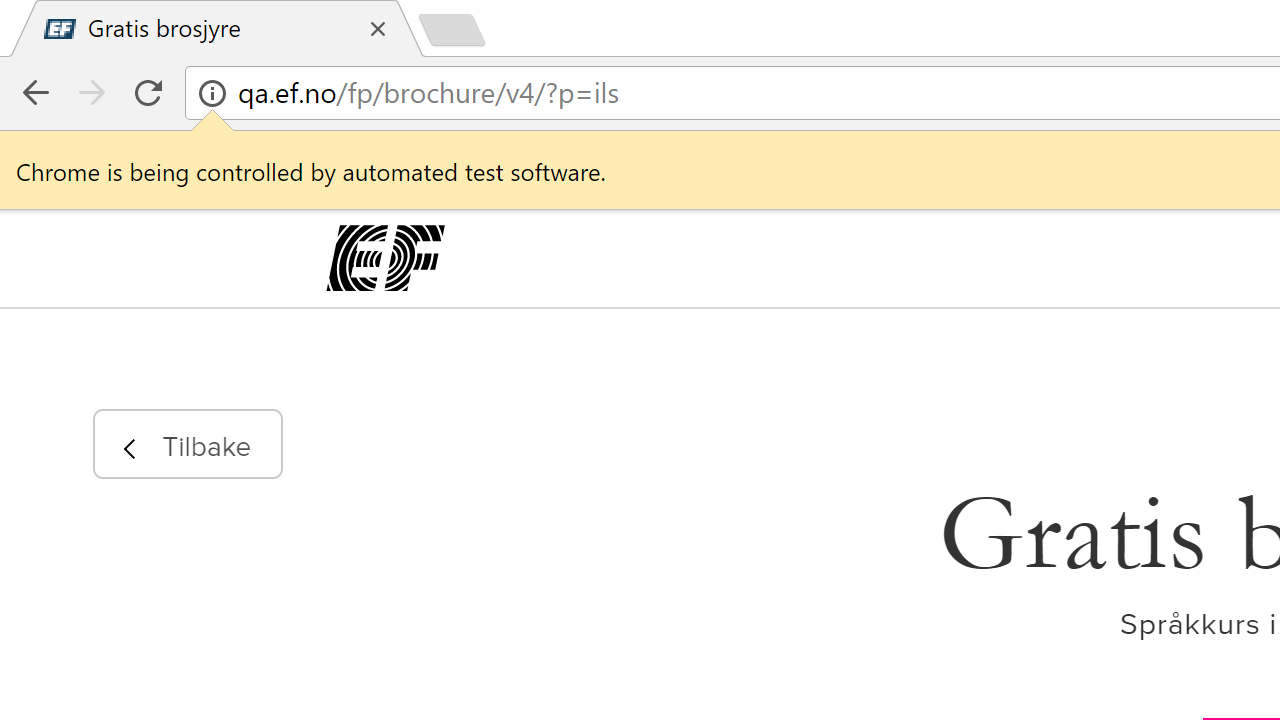 EF Gratis brosjyre
qa.ef.no/fp/brochure/v4/?p=ils
Chrome is being controlled by automated test software.
EF
Tilbake
Gratis b
Språkkurs i